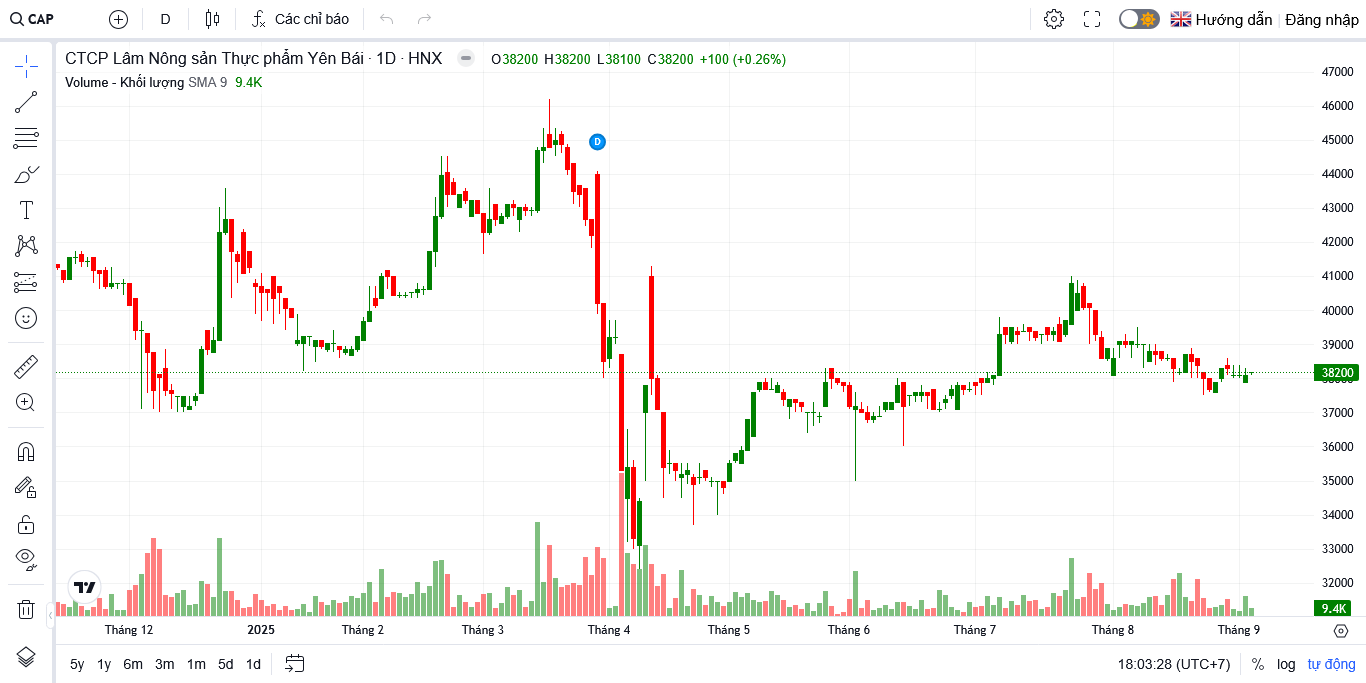 CAP D Các chỉ báo Hướng dẫn Đăng nhập
CTCP Lâm Nông sản Thực phẩm Yên Bái · 1D · HNX O38200 H38200 L38100 C38200 +100 (+0.26%)
Volume - Khối lượng SMA 9 9.4K
D
47000
46000
45000
44000
43000
42000
41000
40000
39000
38200
38000
37000
36000
35000
34000
33000
32000
9.4K
Tháng 12 2025 Tháng 2 Tháng 3 Tháng 4 Tháng 5 Tháng 6 Tháng 7 Tháng 8 Tháng 9
5y 1y 6m 3m 1m 5d 1d 18:03:28 (UTC+7) % log tự động